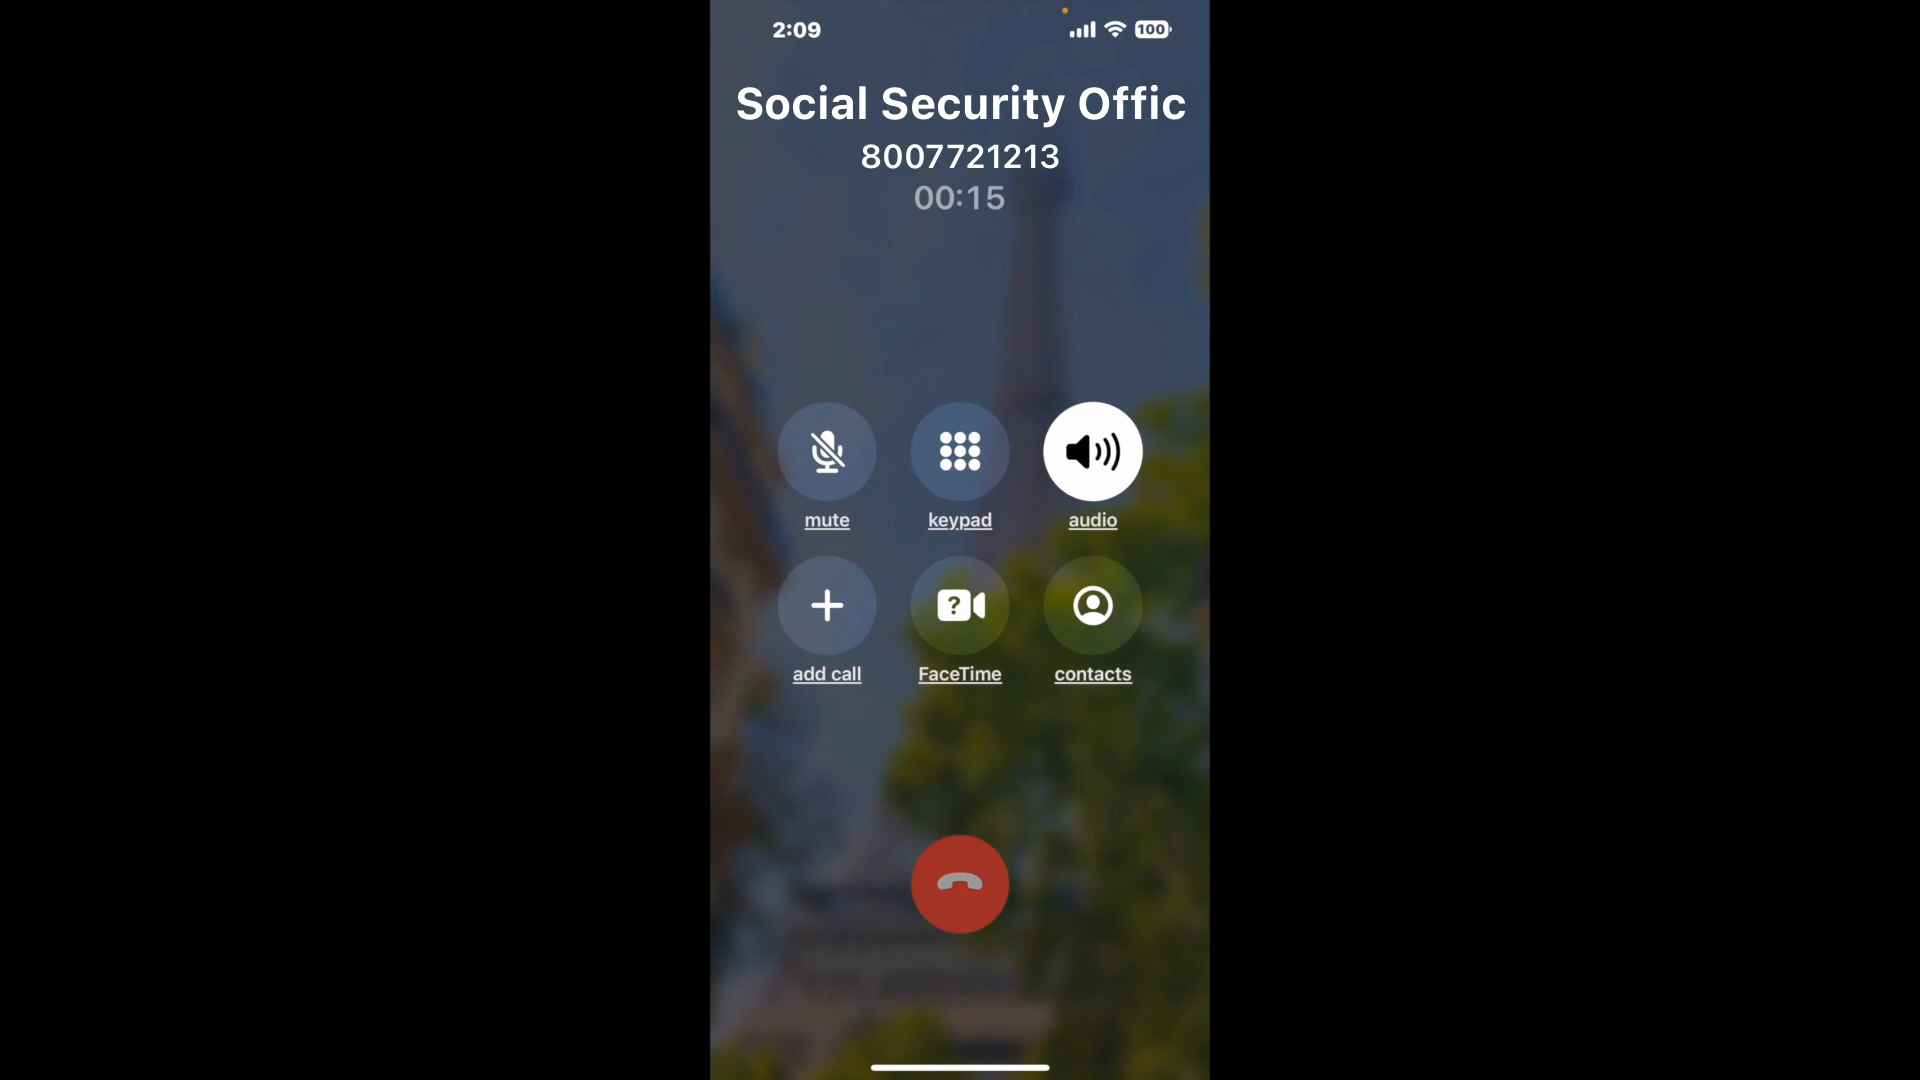 2:09
100
Social Security Offic
8007721213
00:15
mute
keypad
audio
?
add call
FaceTime
contacts